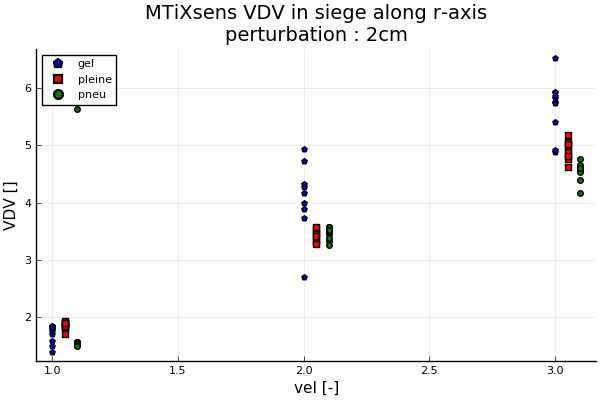 MTiXsens VDV in siege along r-axis
perturbation : 2cm
gel
pleine
pneu
VDV []
6
5
4
3
2
1.0 1.5 2.0 2.5 3.0
vel [-]